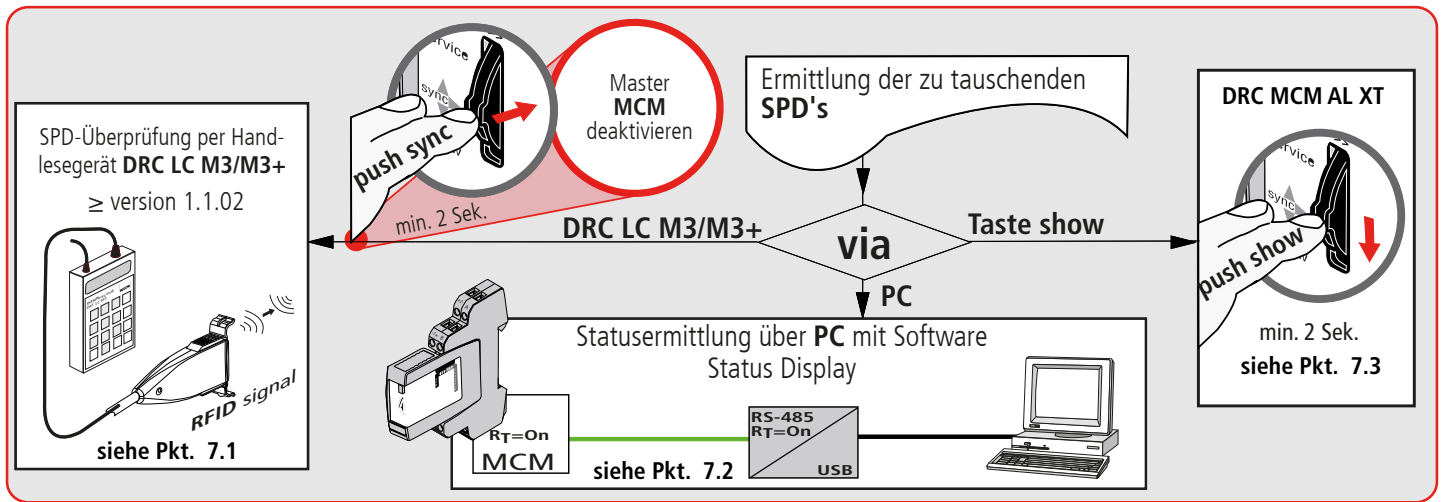 SPD-Überprüfung per Hand-
lesegerät DRC LC M3/M3+
≥ version 1.1.02
RFID signal
siehe Pkt. 7.1
sync
push sync
min. 2 Sek.
Master
MCM
deaktivieren
Ermittlung der zu tauschenden
SPD's
DRC LC M3/M3+
via
Taste show
PC
Statusermittlung über PC mit Software
Status Display
RT=On
MCM
siehe Pkt. 7.2
RS-485
RT=On
USB
DRC MCM AL XT
sync
push show
min. 2 Sek.
siehe Pkt. 7.3